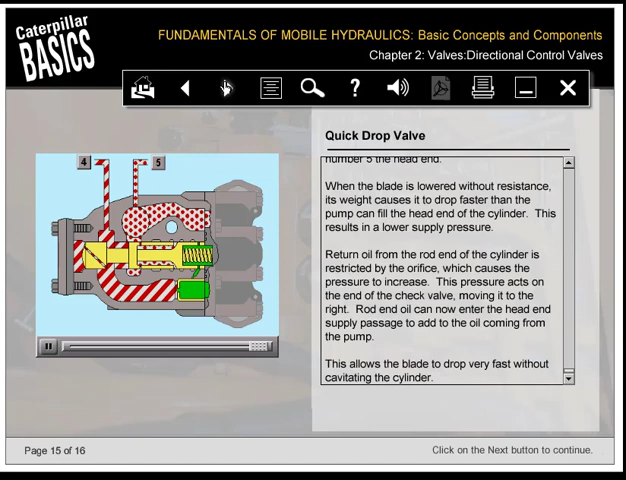 Caterpillar
BASICS
FUNDAMENTALS OF MOBILE HYDRAULICS: Basic Concepts and Components
Chapter 2: Valves:Directional Control Valves
?
Quick Drop Valve
4
5
number 5 the head end.
When the blade is lowered without resistance,
its weight causes it to drop faster than the
pump can fill the head end of the cylinder. This
results in a lower supply pressure.
Return oil from the rod end of the cylinder is
restricted by the orifice, which causes the
pressure to increase. This pressure acts on
the end of the check valve, moving it to the
right. Rod end oil can now enter the head end
supply passage to add to the oil coming from
the pump.
This allows the blade to drop very fast without
cavitating the cylinder.
Page 15 of 16
Click on the Next button to continue.